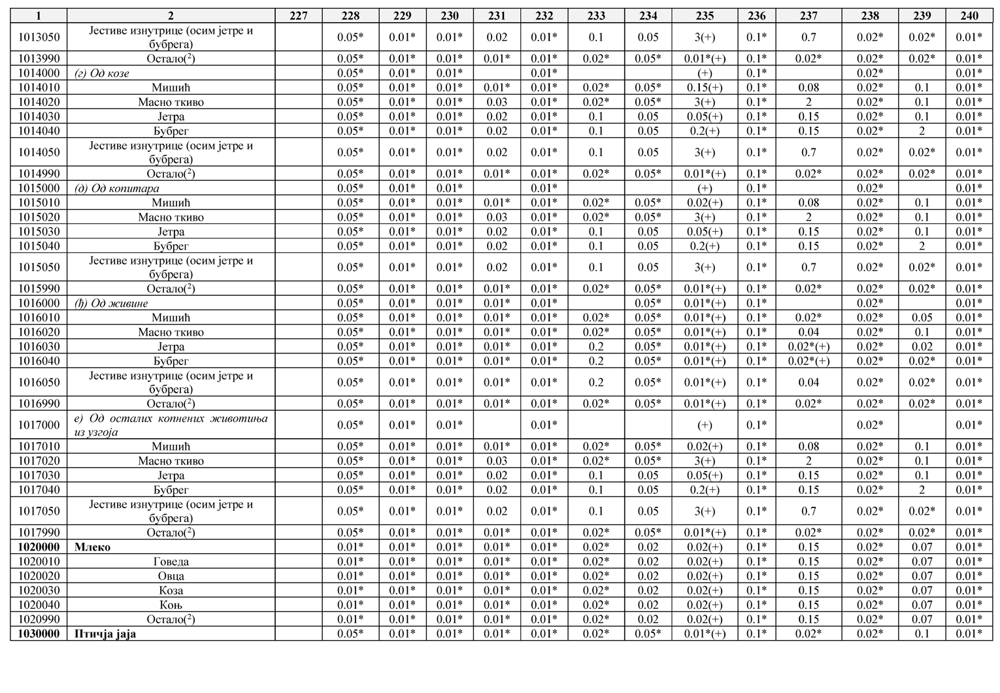 1 2 227 228 229 230 231 232 233 234 235 236 237 238 239 240
1013050 Јестиве изнутрице (осим јетре и бубрега) 0.05* 0.01* 0.01* 0.02 0.01* 0.1 0.05 3(+) 0.1* 0.7 0.02* 0.02* 0.01*
1013990 Остало(2) 0.05* 0.01* 0.01* 0.01* 0.01* 0.02* 0.05* 0.01*(+) 0.1* 0.02* 0.02* 0.02* 0.01*
1014000 (г) Од козе 0.05* 0.01* 0.01* 0.01* (+) 0.1* 0.02* 0.01*
1014010 Мишић 0.05* 0.01* 0.01* 0.01* 0.01* 0.02* 0.05* 0.15(+) 0.1* 0.08 0.02* 0.1 0.01*
1014020 Масно ткиво 0.05* 0.01* 0.01* 0.03 0.01* 0.02* 0.05* 3(+) 0.1* 2 0.02* 0.1 0.01*
1014030 Јетра 0.05* 0.01* 0.01* 0.02 0.01* 0.1 0.05 0.05(+) 0.1* 0.15 0.02* 0.1 0.01*
1014040 Бубрег 0.05* 0.01* 0.01* 0.02 0.01* 0.1 0.05 0.2(+) 0.1* 0.15 0.02* 2 0.01*
1014050 Јестиве изнутрице (осим јетре и бубрега) 0.05* 0.01* 0.01* 0.02 0.01* 0.1 0.05 3(+) 0.1* 0.7 0.02* 0.02* 0.01*
1014990 Остало(2) 0.05* 0.01* 0.01* 0.01* 0.01* 0.02* 0.05* 0.01*(+) 0.1* 0.02* 0.02* 0.02* 0.01*
1015000 (д) Од копитара 0.05* 0.01* 0.01* 0.01* (+) 0.1* 0.02* 0.01*
1015010 Мишић 0.05* 0.01* 0.01* 0.01* 0.01* 0.02* 0.05* 0.02(+) 0.1* 0.08 0.02* 0.1 0.01*
1015020 Масно ткиво 0.05* 0.01* 0.01* 0.03 0.01* 0.02* 0.05* 3(+) 0.1* 2 0.02* 0.1 0.01*
1015030 Јетра 0.05* 0.01* 0.01* 0.02 0.01* 0.1 0.05 0.05(+) 0.1* 0.15 0.02* 0.1 0.01*
1015040 Бубрег 0.05* 0.01* 0.01* 0.02 0.01* 0.1 0.05 0.2(+) 0.1* 0.15 0.02* 2 0.01*
1015050 Јестиве изнутрице (осим јетре и бубрега) 0.05* 0.01* 0.01* 0.02 0.01* 0.1 0.05 3(+) 0.1* 0.7 0.02* 0.02* 0.01*
1015990 Остало(2) 0.05* 0.01* 0.01* 0.01* 0.01* 0.02* 0.05* 0.01*(+) 0.1* 0.02* 0.02* 0.02* 0.01*
1016000 (ђ) Од живине 0.05* 0.01* 0.01* 0.01* 0.01* 0.05* 0.01*(+) 0.1* 0.02* 0.01*
1016010 Мишић 0.05* 0.01* 0.01* 0.01* 0.01* 0.02* 0.05* 0.01*(+) 0.1* 0.02* 0.02* 0.05 0.01*
1016020 Масно ткиво 0.05* 0.01* 0.01* 0.01* 0.01* 0.02* 0.05* 0.01*(+) 0.1* 0.04 0.02* 0.1 0.01*
1016030 Јетра 0.05* 0.01* 0.01* 0.01* 0.01* 0.2 0.05* 0.01*(+) 0.1* 0.02*(+) 0.02* 0.02 0.01*
1016040 Бубрег 0.05* 0.01* 0.01* 0.01* 0.01* 0.2 0.05* 0.01*(+) 0.1* 0.02*(+) 0.02* 0.02* 0.01*
1016050 Јестиве изнутрице (осим јетре и бубрега) 0.05* 0.01* 0.01* 0.01* 0.01* 0.2 0.05* 0.01*(+) 0.1* 0.04 0.02* 0.02* 0.01*
1016990 Остало(2) 0.05* 0.01* 0.01* 0.01* 0.01* 0.02* 0.05* 0.01*(+) 0.1* 0.02* 0.02* 0.02* 0.01*
1017000 е) Од осталих копнених животиња из узгоја 0.05* 0.01* 0.01* 0.01* (+) 0.1* 0.02* 0.01*
1017010 Мишић 0.05* 0.01* 0.01* 0.01* 0.01* 0.02* 0.05* 0.02(+) 0.1* 0.08 0.02* 0.1 0.01*
1017020 Масно ткиво 0.05* 0.01* 0.01* 0.03 0.01* 0.02* 0.05* 3(+) 0.1* 2 0.02* 0.1 0.01*
1017030 Јетра 0.05* 0.01* 0.01* 0.02 0.01* 0.1 0.05 0.05(+) 0.1* 0.15 0.02* 0.1 0.01*
1017040 Бубрег 0.05* 0.01* 0.01* 0.02 0.01* 0.1 0.05 0.2(+) 0.1* 0.15 0.02* 2 0.01*
1017050 Јестиве изнутрице (осим јетре и бубрега) 0.05* 0.01* 0.01* 0.02 0.01* 0.1 0.05 3(+) 0.1* 0.7 0.02* 0.02* 0.01*
1017990 Остало(2) 0.05* 0.01* 0.01* 0.01* 0.01* 0.02* 0.05* 0.01*(+) 0.1* 0.02* 0.02* 0.02* 0.01*
1020000 Млеко 0.01* 0.01* 0.01* 0.01* 0.01* 0.02* 0.02 0.02(+) 0.1* 0.15 0.02* 0.07 0.01*
1020010 Говеда 0.01* 0.01* 0.01* 0.01* 0.01* 0.02* 0.02 0.02(+) 0.1* 0.15 0.02* 0.07 0.01*
1020020 Овца 0.01* 0.01* 0.01* 0.01* 0.01* 0.02* 0.02 0.02(+) 0.1* 0.15 0.02* 0.07 0.01*
1020030 Коза 0.01* 0.01* 0.01* 0.01* 0.01* 0.02* 0.02 0.02(+) 0.1* 0.15 0.02* 0.07 0.01*
1020040 Коњ 0.01* 0.01* 0.01* 0.01* 0.01* 0.02* 0.02 0.02(+) 0.1* 0.15 0.02* 0.07 0.01*
1020990 Остало(2) 0.01* 0.01* 0.01* 0.01* 0.01* 0.02* 0.02 0.02(+) 0.1* 0.15 0.02* 0.07 0.01*
1030000 Птичја јаја 0.05* 0.01* 0.01* 0.01* 0.01* 0.02* 0.05* 0.01*(+) 0.1* 0.02* 0.02* 0.1 0.01*